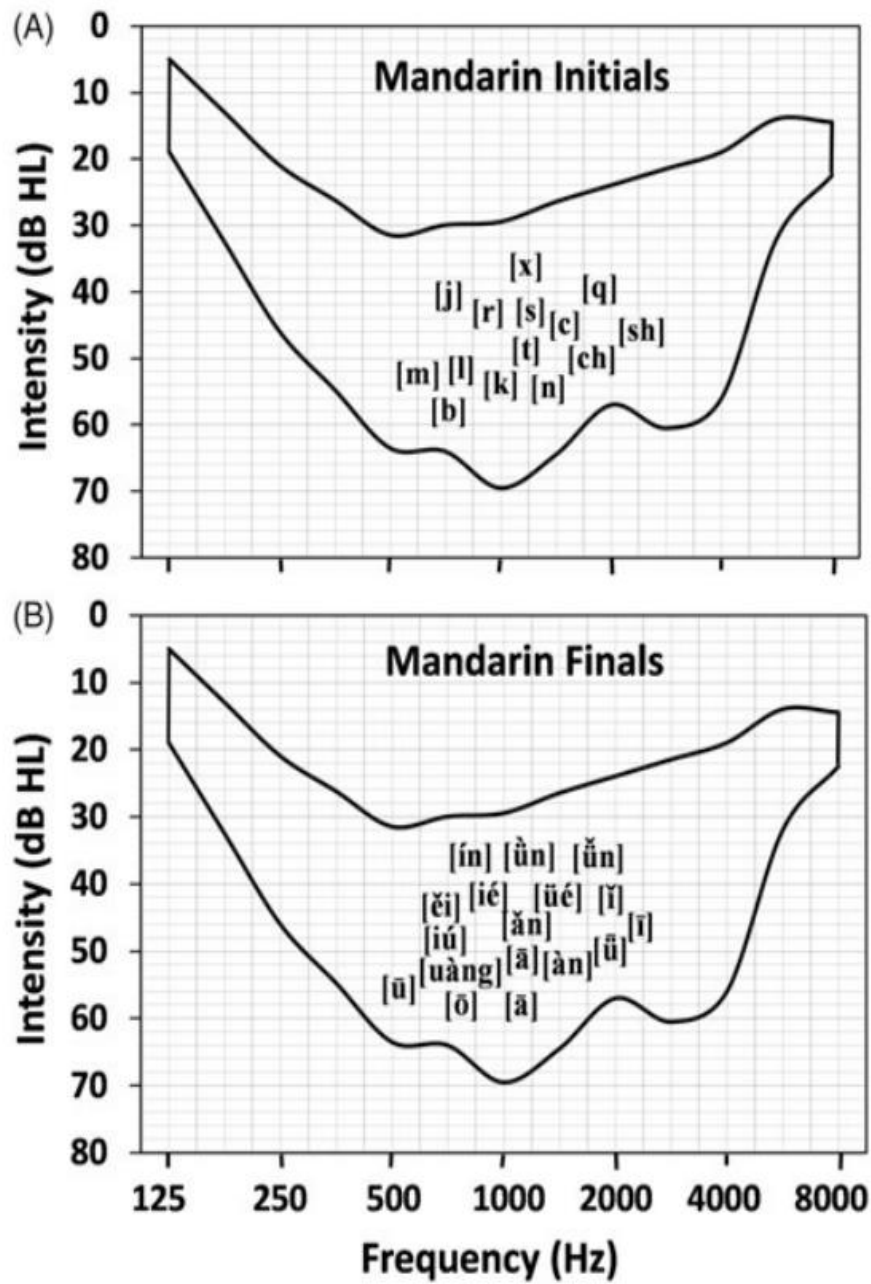 (A)
Mandarin Initials
Intensity (dB HL)
0
10
20
30
40
50
60
70
80
[x]
[j] [q]
[r] [s] [c] [sh]
[t] [ch]
[m] [l] [k] [n]
[b]
(B)
Mandarin Finals
Intensity (dB HL)
0
10
20
30
40
50
60
70
80
[ín] [ǜn] [ǚn]
[ěi] [ié] [üé] [ǐ]
[iú] [ǎn] [ī]
[uàng] [ā] [àn] [ǖ]
[ū] [ō] [ā]
125 250 500 1000 2000 4000 8000
Frequency (Hz)